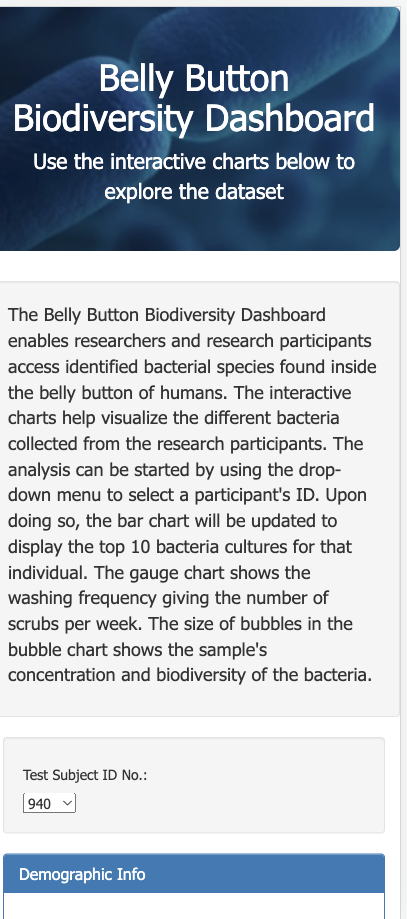 Belly Button
Biodiversity Dashboard
Use the interactive charts below to
explore the dataset
The Belly Button Biodiversity Dashboard
enables researchers and research participants
access identified bacterial species found inside
the belly button of humans. The interactive
charts help visualize the different bacteria
collected from the research participants. The
analysis can be started by using the drop-
down menu to select a participant's ID. Upon
doing so, the bar chart will be updated to
display the top 10 bacteria cultures for that
individual. The gauge chart shows the
washing frequency giving the number of
scrubs per week. The size of bubbles in the
bubble chart shows the sample's
concentration and biodiversity of the bacteria.
Test Subject ID No.:
940
Demographic Info